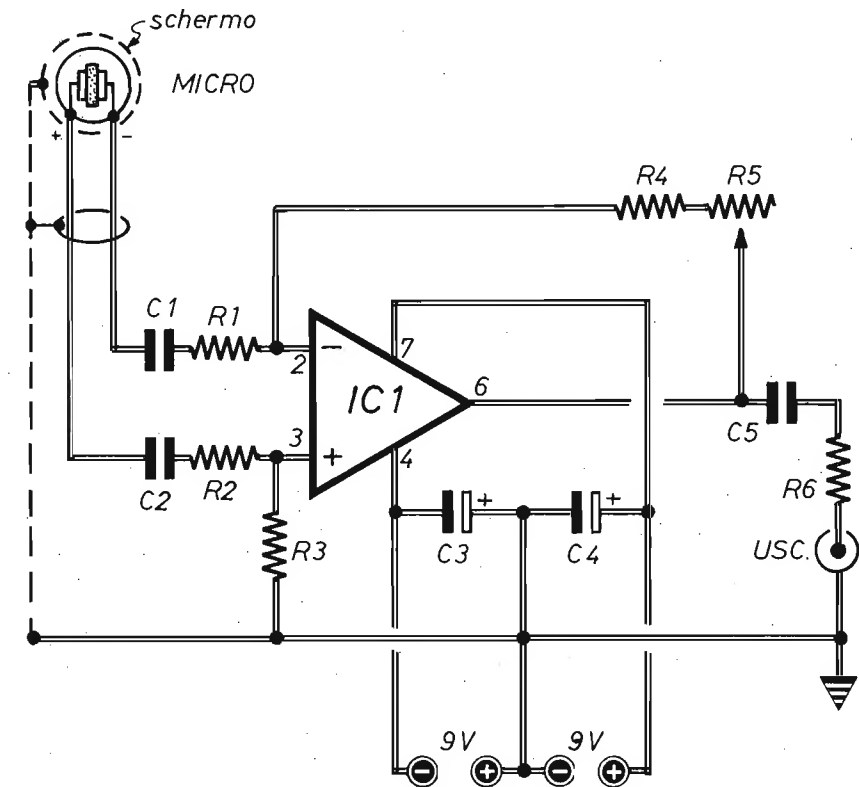 schermo
MICRO
+ -
R4 R5
C1 R1
2 - 7
IC1 6
3 + 4
C2 R2
C5
R3
C3 + C4 +
R6
USC.
9V 9V
- + - +